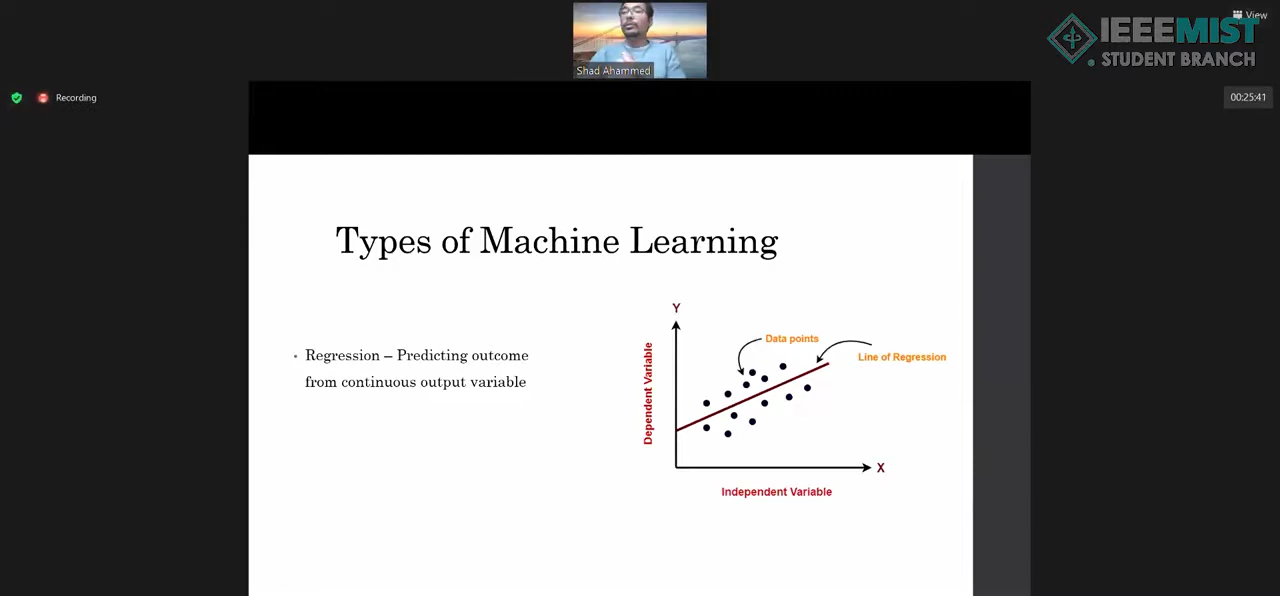 View
IEEEMIST
STUDENT BRANCH
Shad Ahammed
Recording
00:25:41
Types of Machine Learning
• Regression – Predicting outcome
from continuous output variable
Y
Data points
Line of Regression
Dependent Variable
X
Independent Variable